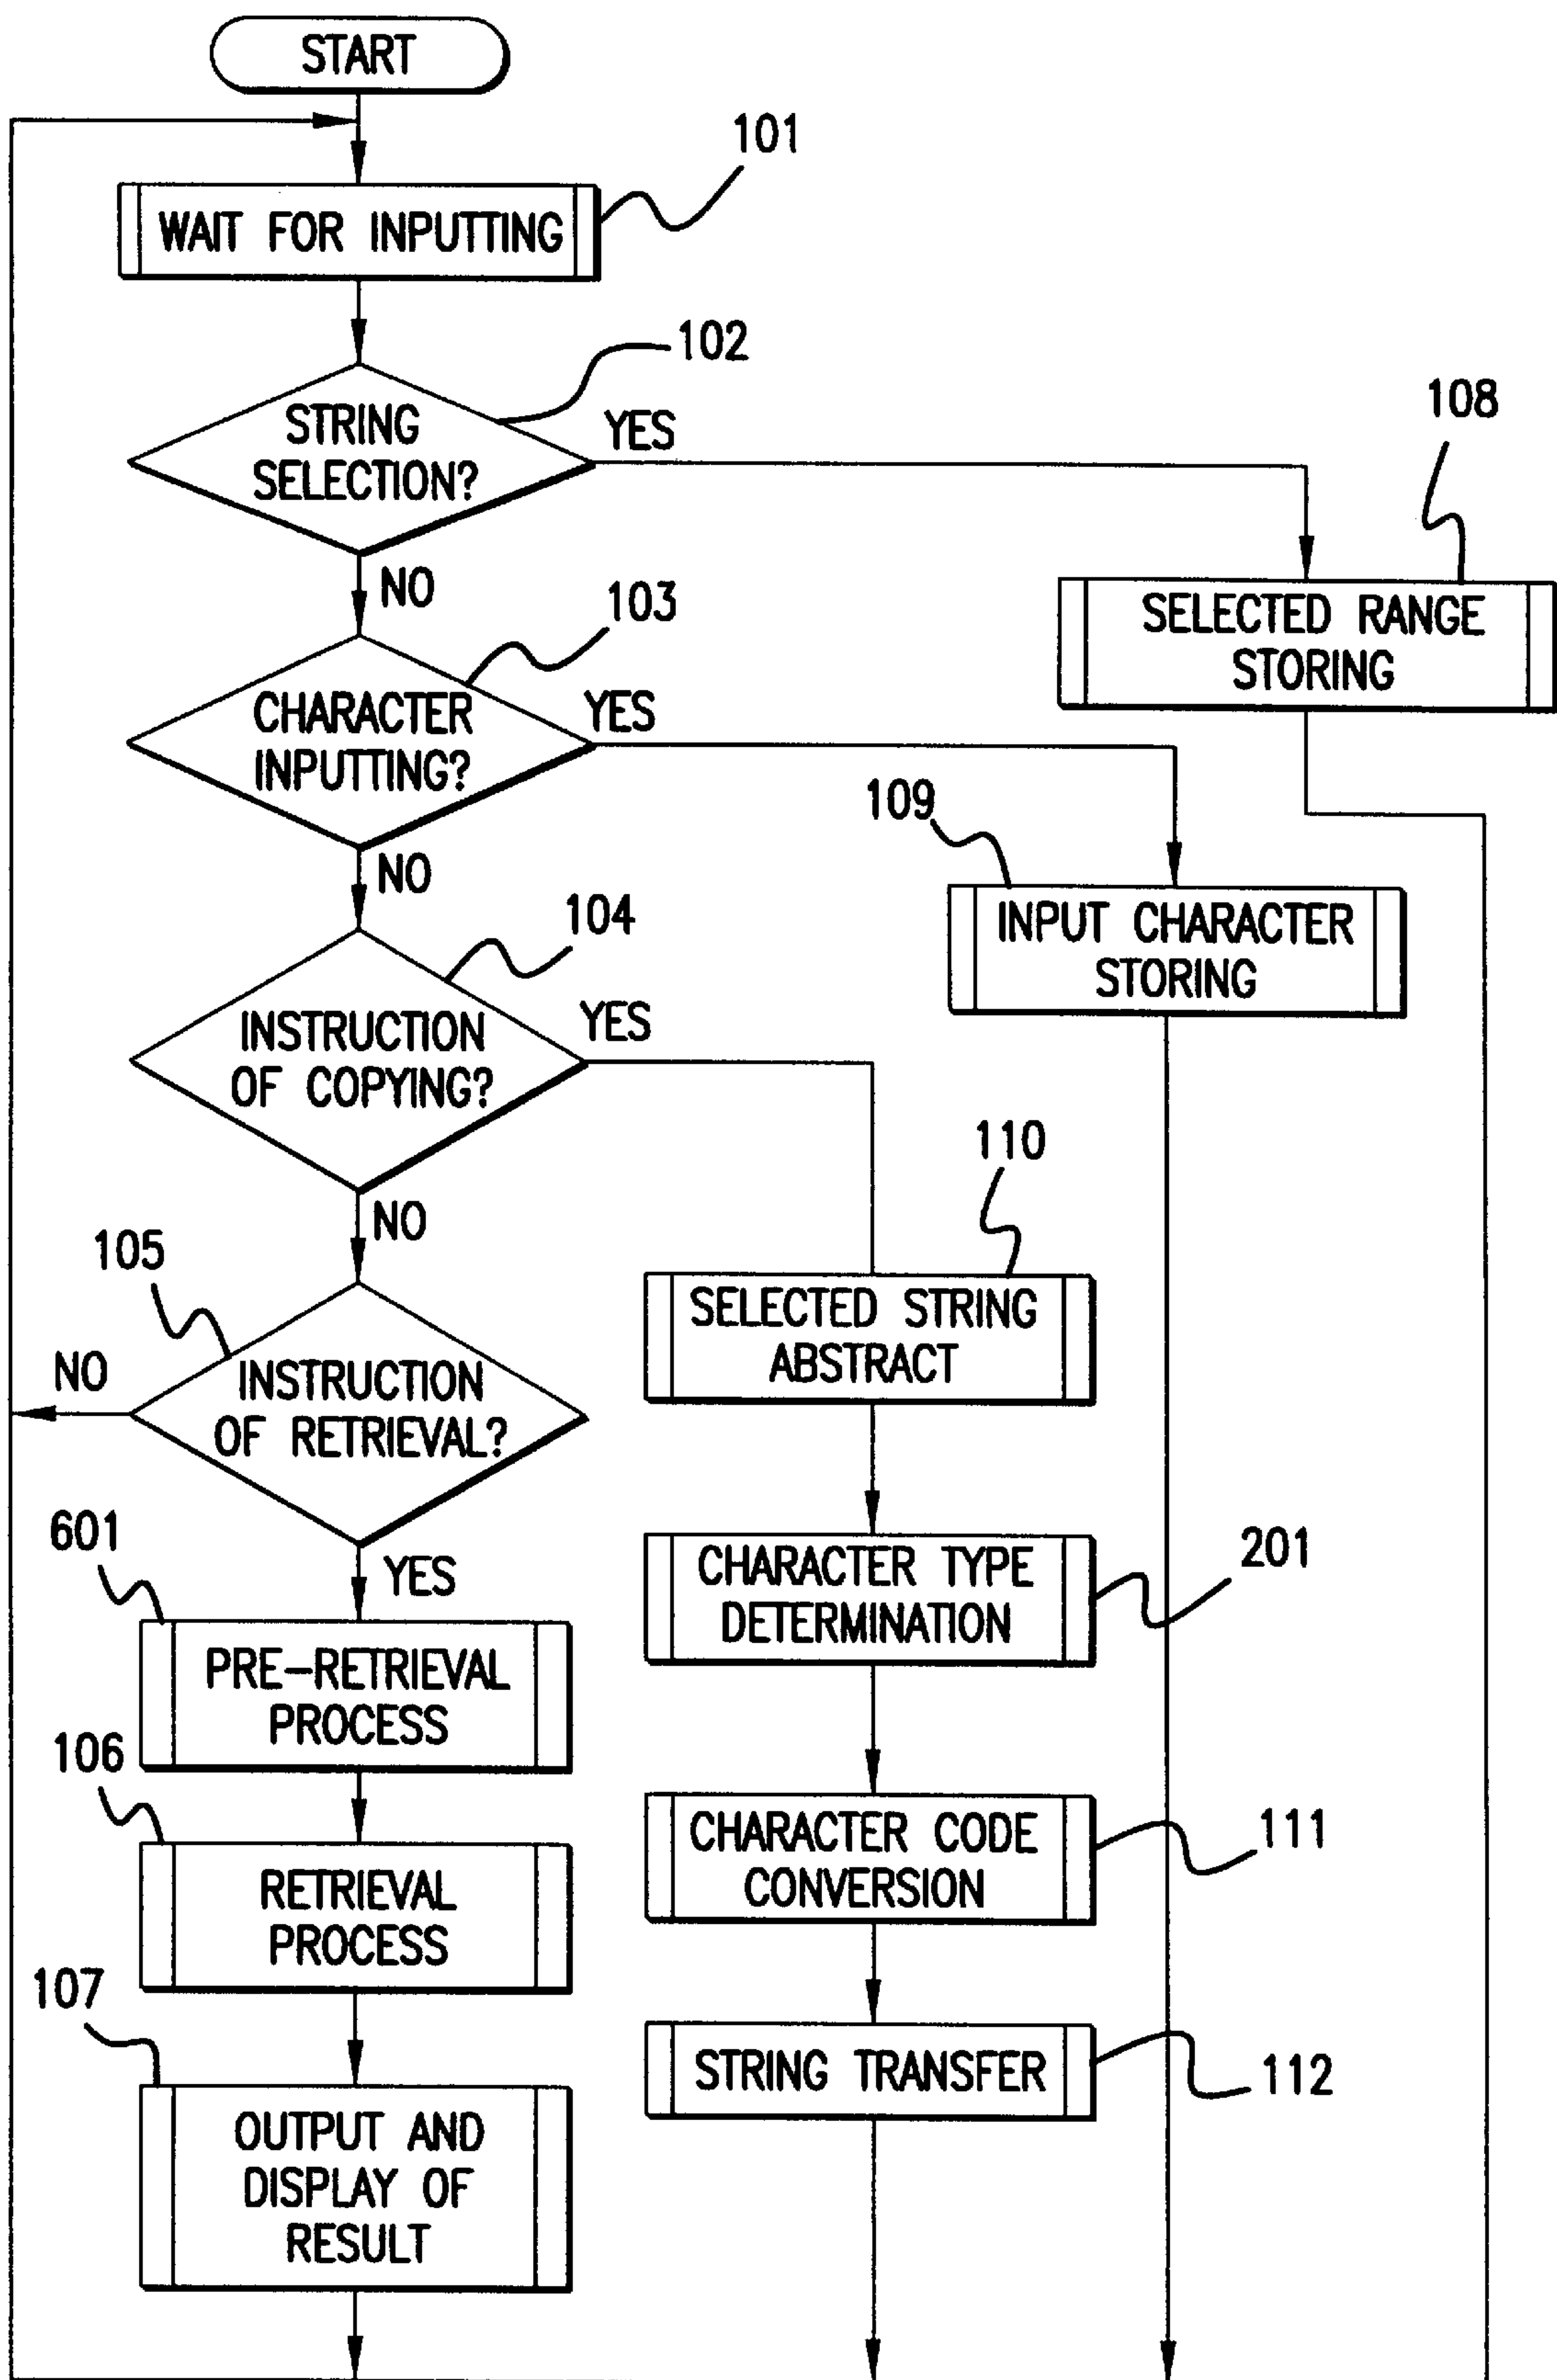 START
101
WAIT FOR INPUTTING
102
STRING
SELECTION?
YES
108
NO
SELECTED RANGE
STORING
103
CHARACTER
INPUTTING?
YES
109
NO
INPUT CHARACTER
STORING
104
INSTRUCTION
OF COPYING?
YES
110
NO
SELECTED STRING
ABSTRACT
105
INSTRUCTION
OF RETRIEVAL?
NO
YES
201
CHARACTER TYPE
DETERMINATION
601
PRE-RETRIEVAL
PROCESS
111
CHARACTER CODE
CONVERSION
106
RETRIEVAL
PROCESS
112
STRING TRANSFER
107
OUTPUT AND
DISPLAY OF
RESULT